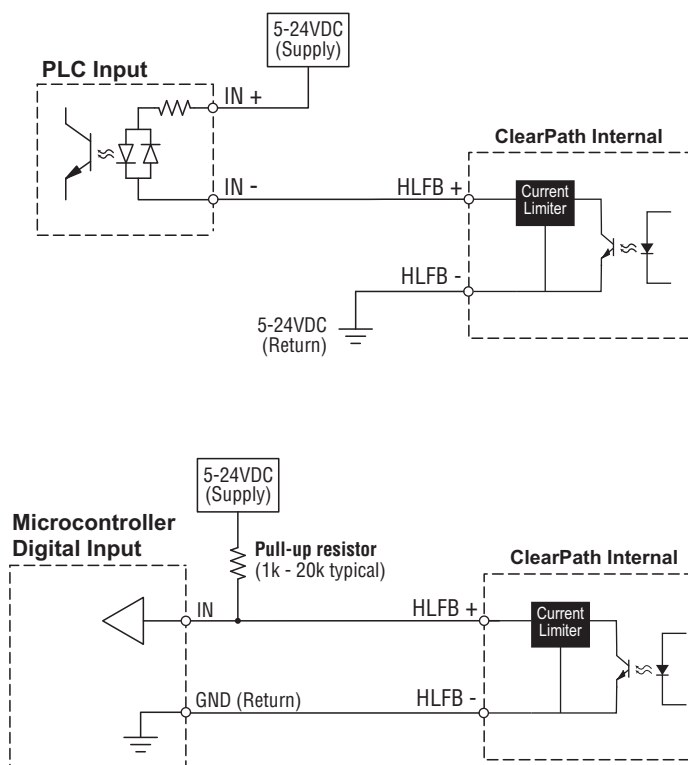 5-24VDC
(Supply)
PLC Input
IN +
ClearPath Internal
IN -
HLFB +
Current
Limiter
HLFB -
5-24VDC
(Return)
5-24VDC
(Supply)
Microcontroller
Digital Input
Pull-up resistor
(1k - 20k typical)
ClearPath Internal
IN
HLFB +
Current
Limiter
GND (Return)
HLFB -